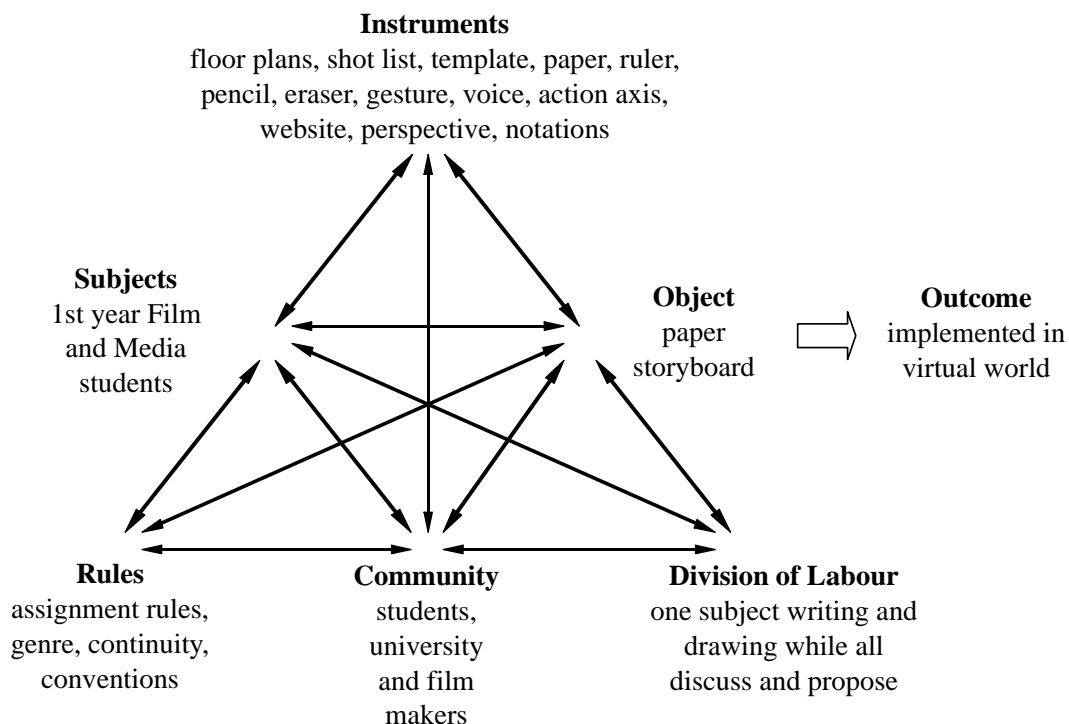 Instruments
floor plans, shot list, template, paper, ruler,
pencil, eraser, gesture, voice, action axis,
website, perspective, notations
Subjects
1st year Film
and Media
students
Object
paper
storyboard
Outcome
implemented in
virtual world
Rules
assignment rules,
genre, continuity,
conventions
Community
students,
university
and film
makers
Division of Labour
one subject writing and
drawing while all
discuss and propose